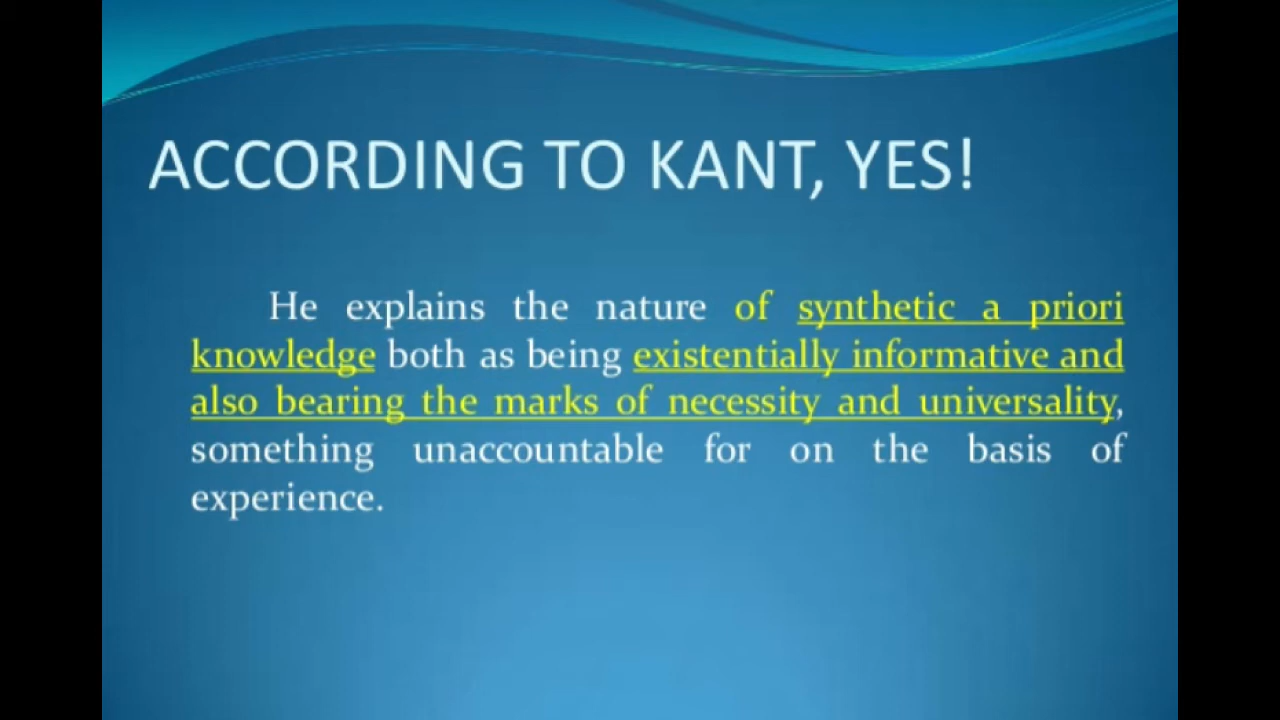 ACCORDING TO KANT, YES!
He explains the nature of synthetic a priori
knowledge both as being existentially informative and
also bearing the marks of necessity and universality,
something unaccountable for on the basis of
experience.